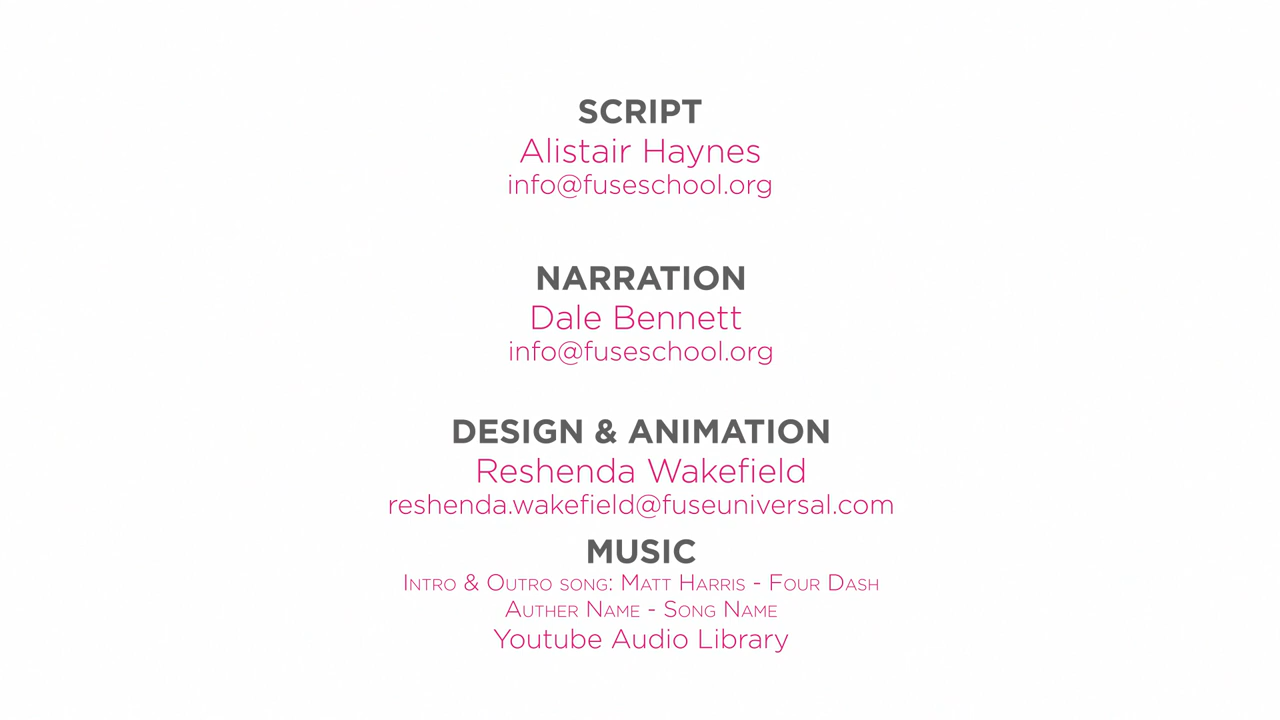 SCRIPT
Alistair Haynes
info@fuseschool.org
NARRATION
Dale Bennett
info@fuseschool.org
DESIGN & ANIMATION
Reshenda Wakefield
reshenda.wakefield@fuseuniversal.com
MUSIC
Intro & Outro song: Matt Harris - Four Dash
Auther Name - Song Name
Youtube Audio Library